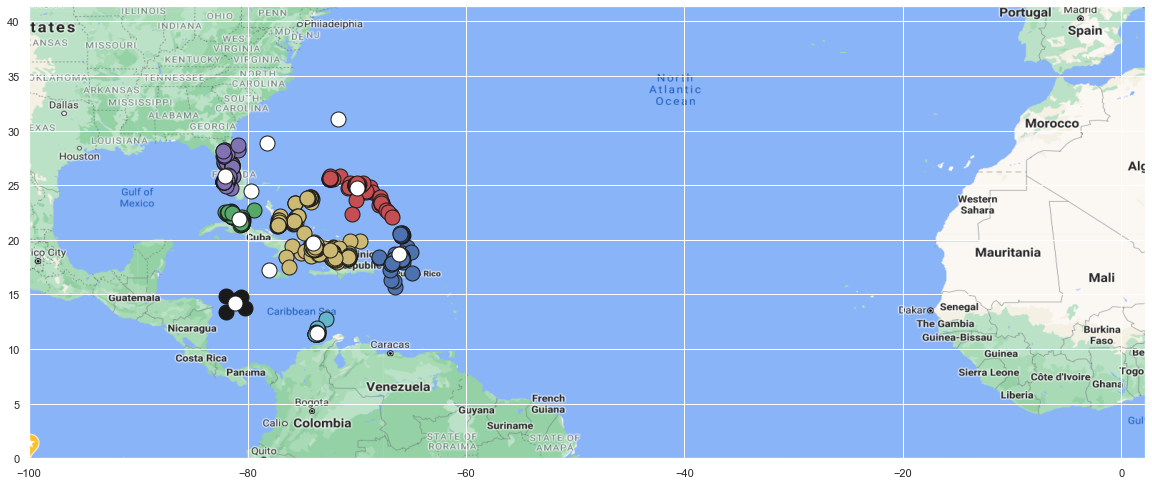 ILLINOIS
OHIO
PENN
Philadelphia
Portugal
Madrid
40
tates
INDIANA
MD
DE
NJ
Spain
KANSAS
MISSOURI
WEST
VIRGINIA
KENTUCKY
VIRGINIA
35
OKLAHOMA
TENNESSEE
NORTH
CAROLINA
North
Atlantic
Ocean
ARKANSAS
Dallas
MISSISSIPPI
SOUTH
CAROLINA
ALABAMA
Morocco
30
EXAS
GEORGIA
LOUISIANA
Houston
Alg
25
Gulf of
Mexico
Western
Sahara
20
Cuba
ico City
Mauritania
Rico
Mali
15
Guatemala
Caribbean Sea
Dakar
Senegal
The Gambia
Nicaragua
Guinea-Bissau
Burkina
Faso
10
Costa Rica
Caracas
Guinea
Be
Panama
Venezuela
Sierra Leone
Côte d'Ivoire
Togo
Ghana
5
Bogota
Guyana
French
Guiana
Liberia
Cali
Colombia
Suriname
Gulf
STATE OF
RORAIMA
STATE OF
AMAPA
Quito
0
−100
−80
−60
−40
−20
0